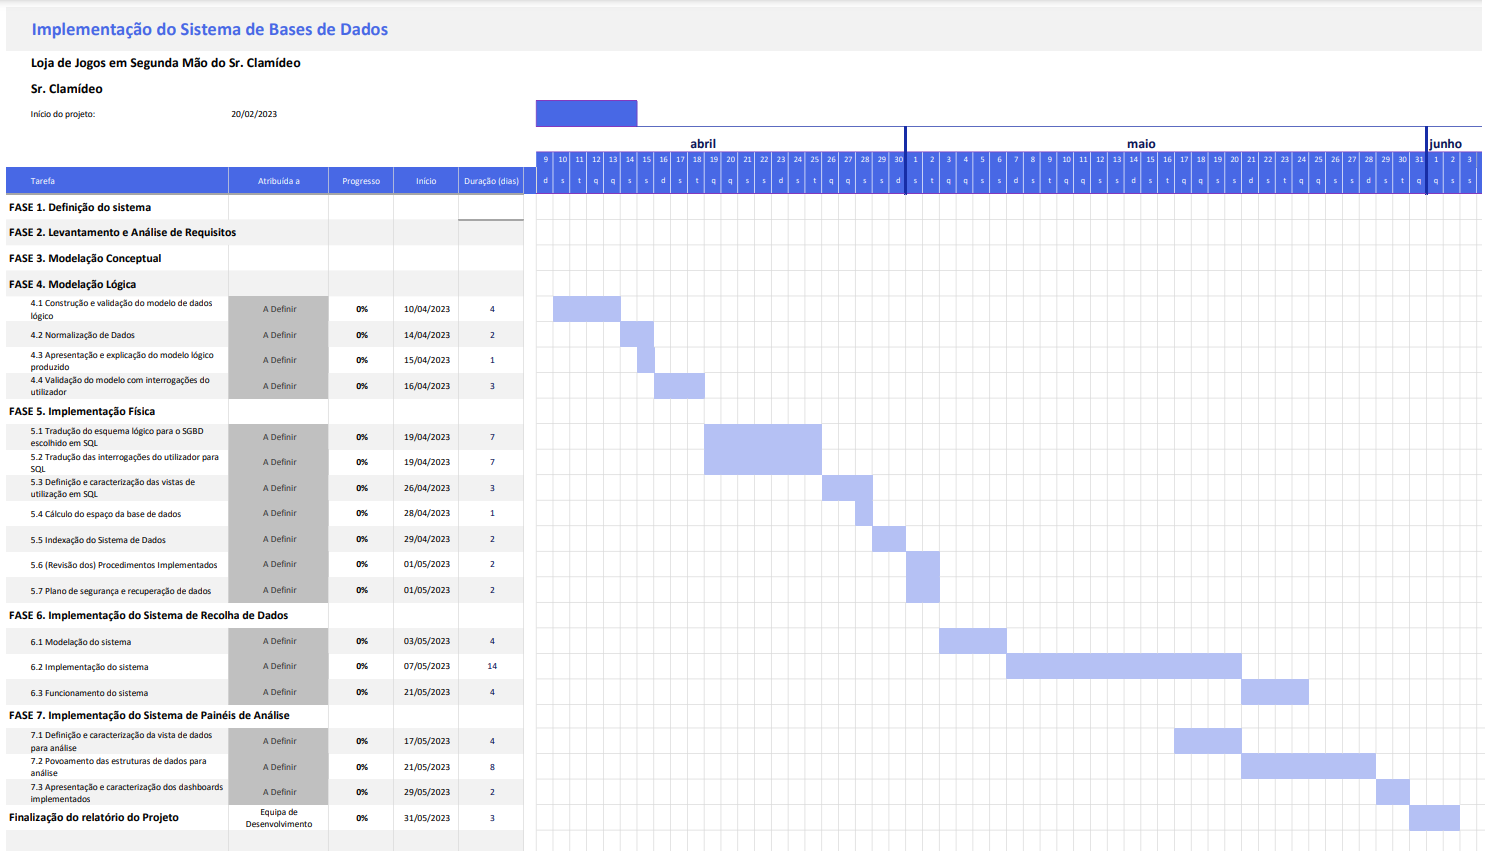 Implementação do Sistema de Bases de Dados
Loja de Jogos em Segunda Mão do Sr. Clamídeo
Sr. Clamídeo
Início do projeto: 20/02/2023
abril maio junho
9 10 11 12 13 14 15 16 17 18 19 20 21 22 23 24 25 26 27 28 29 30 1 2 3 4 5 6 7 8 9 10 11 12 13 14 15 16 17 18 19 20 21 22 23 24 25 26 27 28 29 30 31 1 2 3
Tarefa Atribuída a Progresso Início Duração (dias) d s t q q s s d s t q q s s d s t q q s s d s t q q s s d s t q q s s d s t q q s s d s t q q s s d s t q q s s
FASE 1. Definição do sistema
FASE 2. Levantamento e Análise de Requisitos
FASE 3. Modelação Conceptual
FASE 4. Modelação Lógica
4.1 Construção e validação do modelo de dados
lógico
A Definir 0% 10/04/2023 4
4.2 Normalização de Dados A Definir 0% 14/04/2023 2
4.3 Apresentação e explicação do modelo lógico
produzido
A Definir 0% 15/04/2023 1
4.4 Validação do modelo com interrogações do
utilizador
A Definir 0% 16/04/2023 3
FASE 5. Implementação Física
5.1 Tradução do esquema lógico para o SGBD
escolhido em SQL
A Definir 0% 19/04/2023 7
5.2 Tradução das interrogações do utilizador para
SQL
A Definir 0% 19/04/2023 7
5.3 Definição e caracterização das vistas de
utilização em SQL
A Definir 0% 26/04/2023 3
5.4 Cálculo do espaço da base de dados A Definir 0% 28/04/2023 1
5.5 Indexação do Sistema de Dados A Definir 0% 29/04/2023 2
5.6 (Revisão dos) Procedimentos Implementados A Definir 0% 01/05/2023 2
5.7 Plano de segurança e recuperação de dados A Definir 0% 01/05/2023 2
FASE 6. Implementação do Sistema de Recolha de Dados
6.1 Modelação do sistema A Definir 0% 03/05/2023 4
6.2 Implementação do sistema A Definir 0% 07/05/2023 14
6.3 Funcionamento do sistema A Definir 0% 21/05/2023 4
FASE 7. Implementação do Sistema de Painéis de Análise
7.1 Definição e caracterização da vista de dados
para análise
A Definir 0% 17/05/2023 4
7.2 Povoamento das estruturas de dados para
análise
A Definir 0% 21/05/2023 8
7.3 Apresentação e caracterização dos dashboards
implementados
A Definir 0% 29/05/2023 2
Finalização do relatório do Projeto
Equipa de
Desenvolvimento
0% 31/05/2023 3